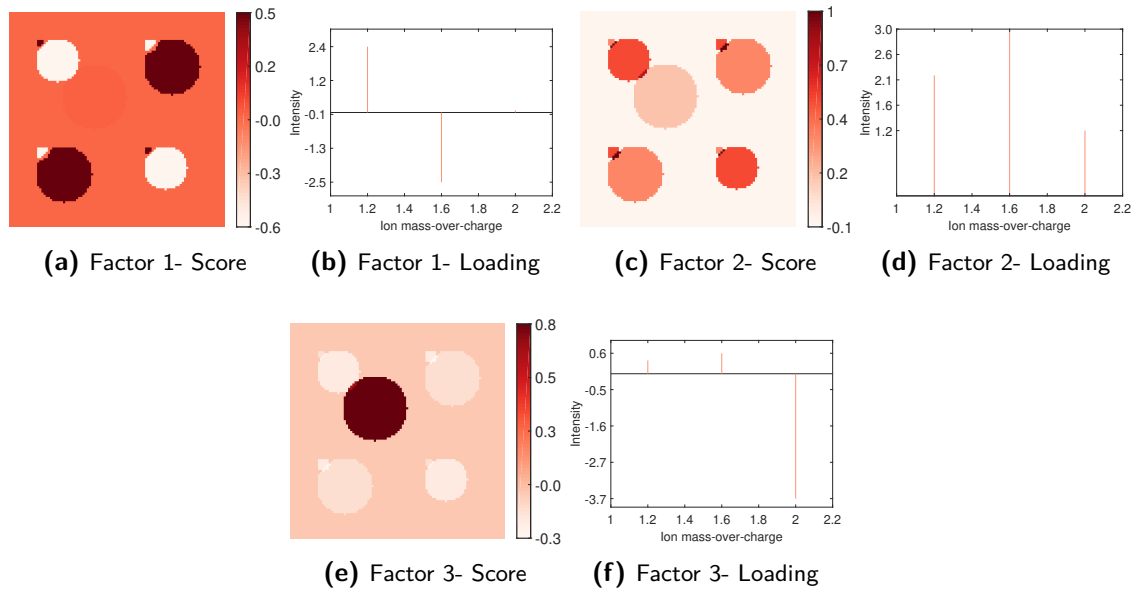 0.5
0.2
-0.0
-0.3
-0.6
2.4
1.2
-0.1
-1.3
-2.5
Intensity
1 1.2 1.4 1.6 1.8 2 2.2
Ion mass-over-charge
1
0.7
0.4
0.2
-0.1
3.0
2.1
1.6
1.2
Intensity
1 1.2 1.4 1.6 1.8 2 2.2
Ion mass-over-charge
(a) Factor 1- Score
(b) Factor 1- Loading
(c) Factor 2- Score
(d) Factor 2- Loading
0.8
0.5
0.3
-0.0
-0.3
0.6
-0.5
-1.6
-2.7
-3.7
Intensity
1 1.2 1.4 1.6 1.8 2 2.2
Ion mass-over-charge
(e) Factor 3- Score
(f) Factor 3- Loading